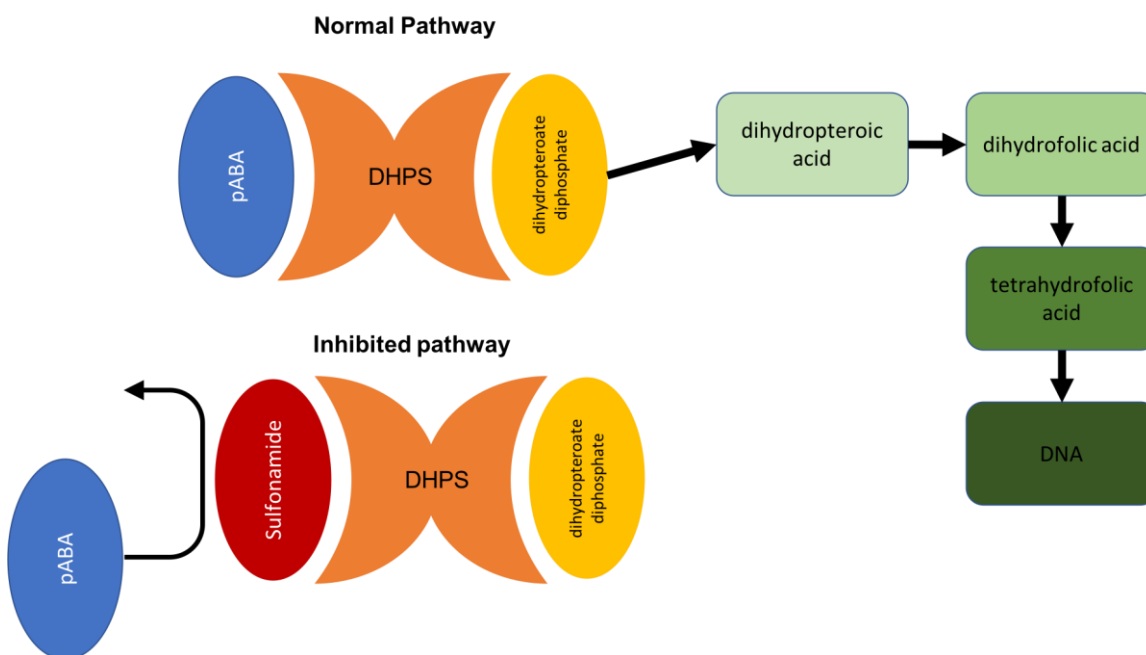 Normal Pathway
pABA
DHPS
dihydropteroate
diphosphate
dihydropteroic
acid
dihydrofolic acid
tetrahydrofolic
acid
DNA
Inhibited pathway
pABA
Sulfonamide
DHPS
dihydropteroate
diphosphate